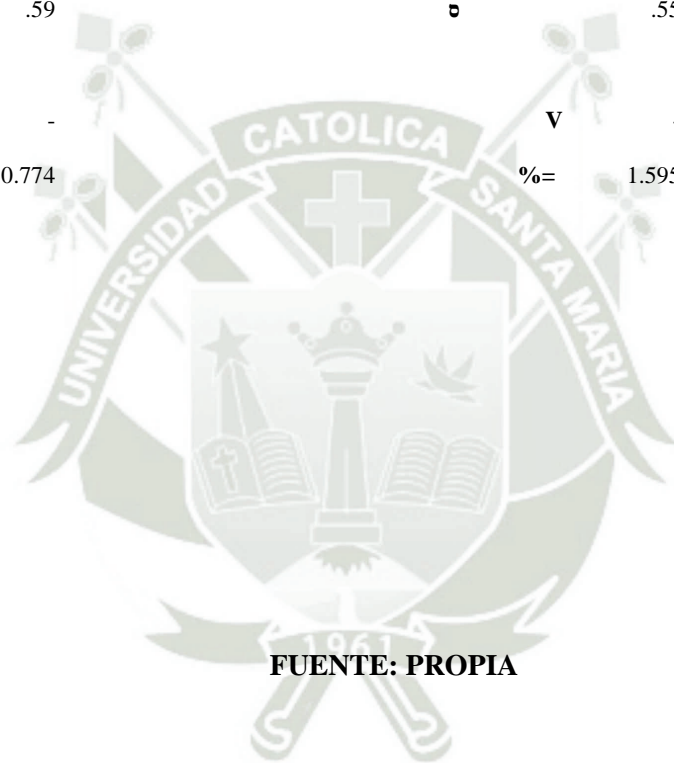 .59 σ .55
- V -
0.774 %= 1.595
UNIVERSIDAD CATOLICA SANTA MARIA
1961
FUENTE: PROPIA